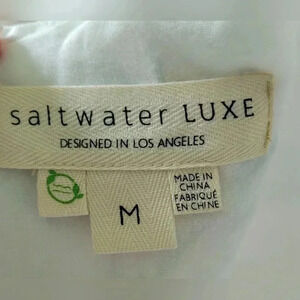 saltwater LUXE
DESIGNED IN LOS ANGELES
M
MADE IN
CHINA
FABRIQUÉ
EN CHINE